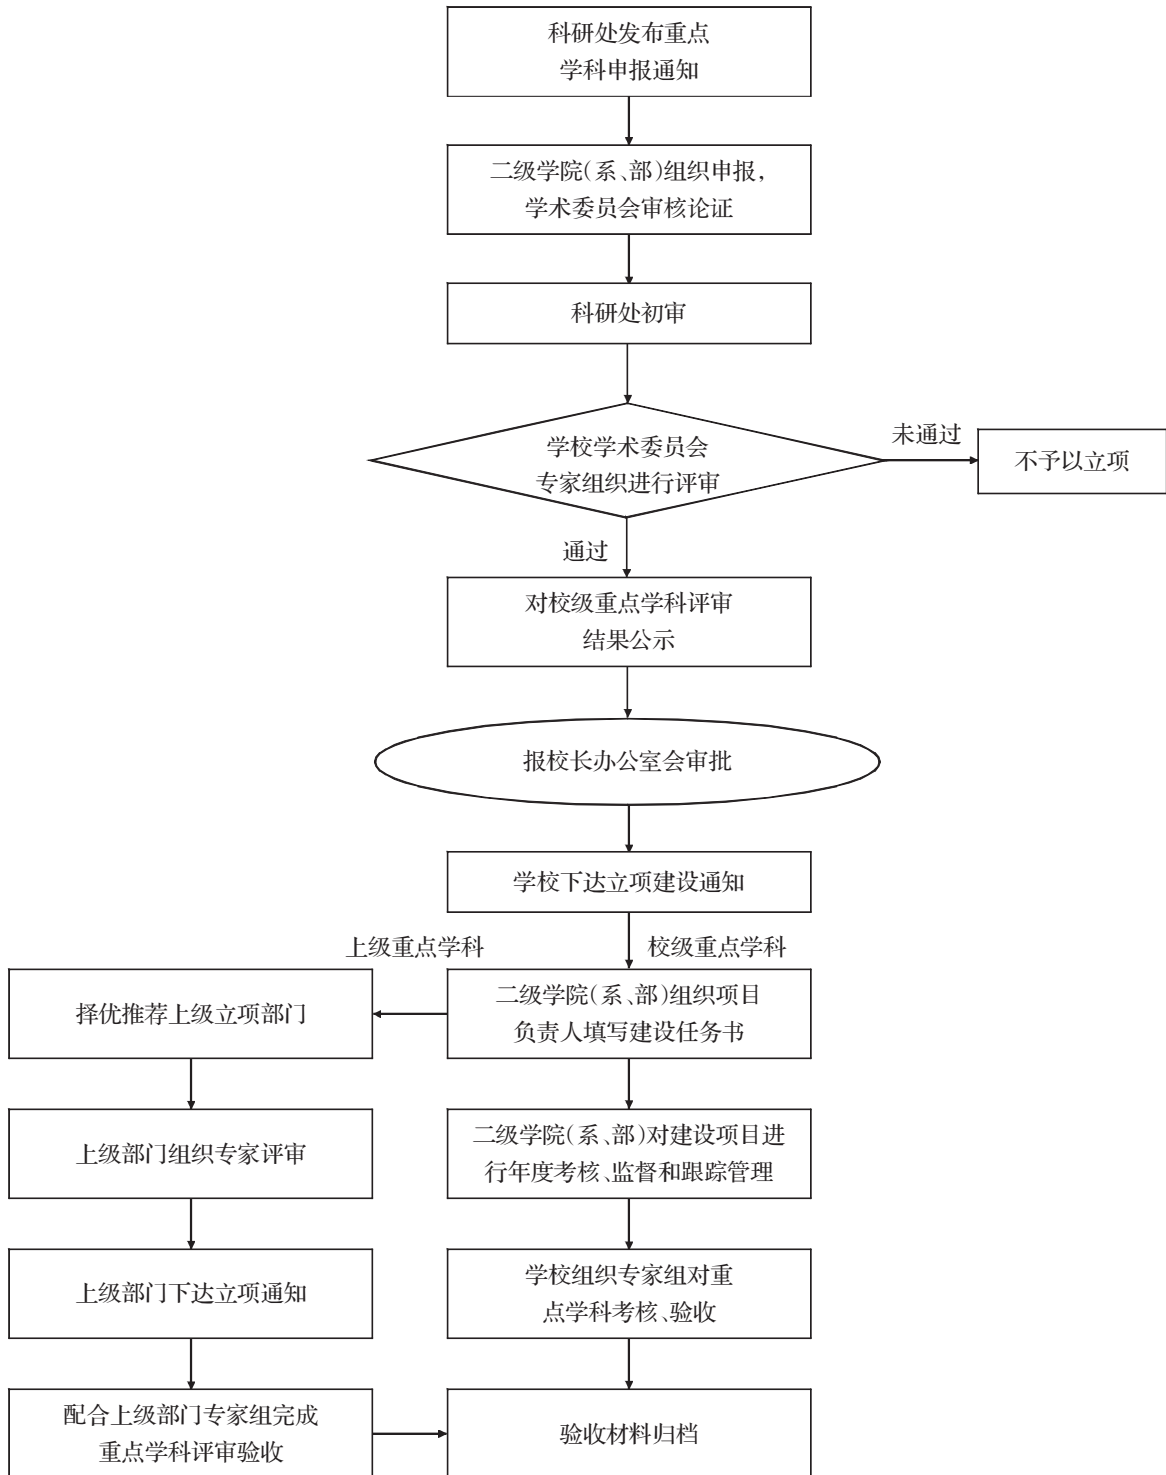 科研处发布重点
学科申报通知
二级学院(系、部)组织申报,
学术委员会审核论证
科研处初审
学校学术委员会
专家组织进行评审
未通过
不予以立项
通过
对校级重点学科评审
结果公示
报校长办公室会审批
学校下达立项建设通知
上级重点学科
校级重点学科
择优推荐上级立项部门
二级学院(系、部)组织项目
负责人填写建设任务书
上级部门组织专家评审
二级学院(系、部)对建设项目进
行年度考核、监督和跟踪管理
上级部门下达立项通知
学校组织专家组对重
点学科考核、验收
配合上级部门专家组完成
重点学科评审验收
验收材料归档